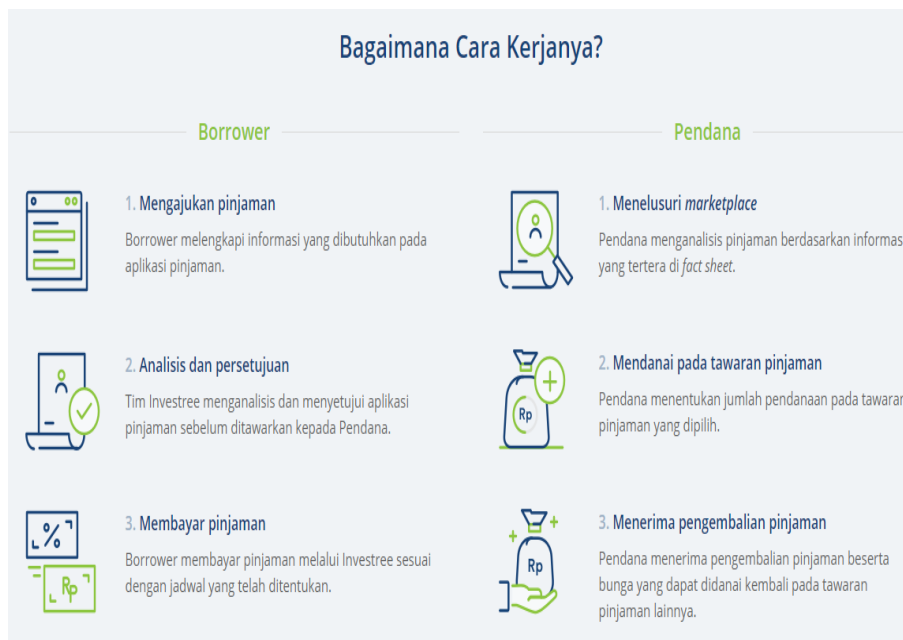 Bagaimana Cara Kerjanya?
Borrower
1. Mengajukan pinjaman
Borrower melengkapi informasi yang dibutuhkan pada
aplikasi pinjaman.
2. Analisis dan persetujuan
Tim Investree menganalisis dan menyetujui aplikasi
pinjaman sebelum ditawarkan kepada Pendana.
%
Rp
3. Membayar pinjaman
Borrower membayar pinjaman melalui Investree sesuai
dengan jadwal yang telah ditentukan.
Pendana
1. Menelusuri marketplace
Pendana menganalisis pinjaman berdasarkan informas
yang tertera di fact sheet.
Rp
2. Mendanai pada tawaran pinjaman
Pendana menentukan jumlah pendanaan pada tawaran
pinjaman yang dipilih.
Rp
3. Menerima pengembalian pinjaman
Pendana menerima pengembalian pinjaman beserta
bunga yang dapat didanai kembali pada tawaran
pinjaman lainnya.